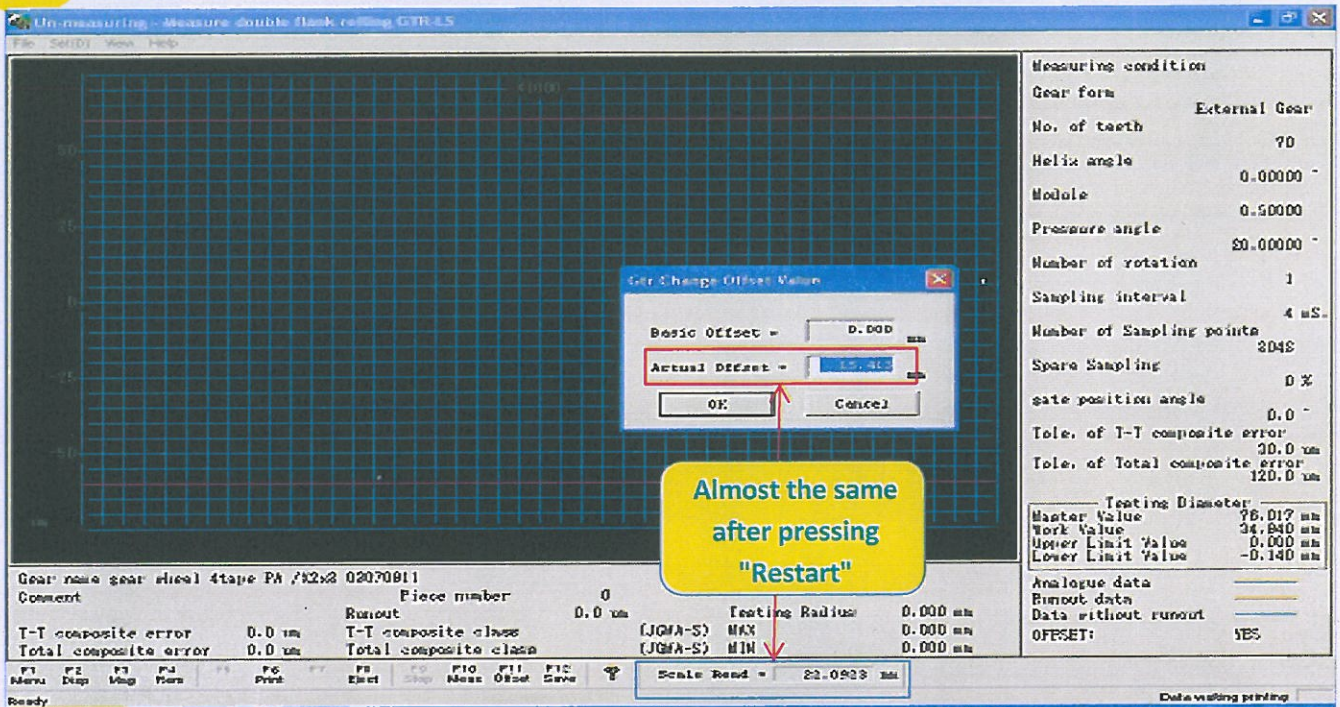 Un-measuring - Measure double flank rolling GTR-LS
File Set(D) View Help
50
25
0
25
-50
Measuring condition
Gear form
External Gear
No. of teeth
70
Helix angle
0.00000
Module
0.50000
Pressure angle
20.00000
Number of rotation
1
Sampling interval
4 mS.
Number of Sampling points
2048
Spare Sampling
0 %
gate position angle
0.0
Tole. of T-T composite error
30.0 um
Tole. of Total composite error
120.0 um
Testing Diameter
Master Value 76.017 mm
Work Value 34.940 mm
Upper Limit Value 0.000 mm
Lower Limit Value -0.140 mm
Analogue data
Runout data
Data without runout
OFFSET: YES
Gtr Change Offset Value
Basic Offset = 0.000 mm
Actual Offset = mm
OK Cancel
Almost the same
after pressing
"Restart"
Gear name gear wheel
Comment Piece number 0
Runout 0.0 um Testing Radius 0.000 mm
T-T composite error 0.0 um T-T composite class (JGMA-S) MAX 0.000 mm
Total composite error 0.0 um Total composite class (JGMA-S) MIN 0.000 mm
F1 F2 F3 F4 F5 F6 F7 F8 F9 F10 F11 F12
Menu Disp Mag Mem Print Eject Stop Meas Offset Save
Scale Read = 22.0923 mm
Ready
Data waiting printing